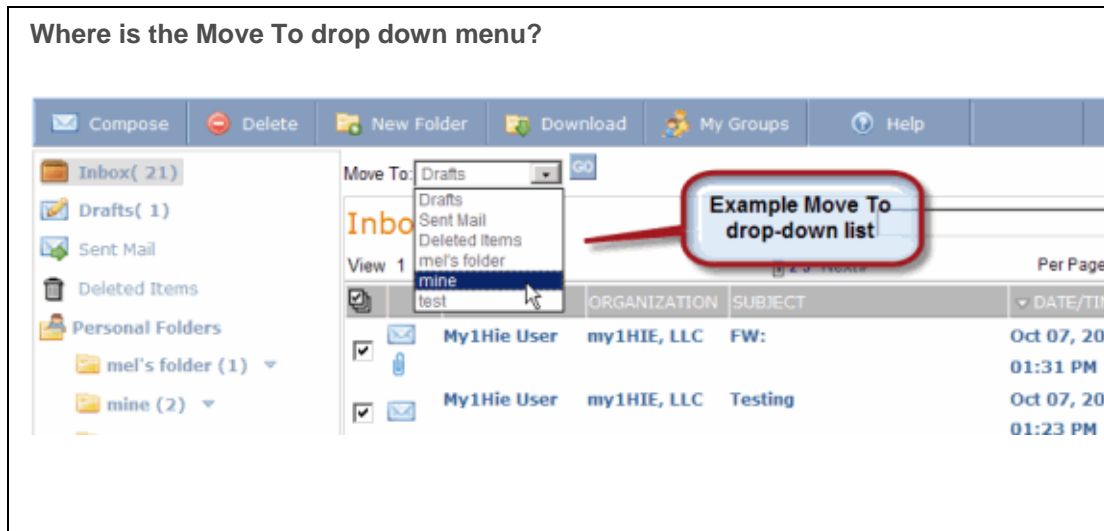 Where is the Move To drop down menu?
Compose Delete New Folder Download My Groups Help
Inbox( 21)
Drafts( 1)
Sent Mail
Deleted Items
Personal Folders
mel's folder (1)
mine (2)
Move To: Drafts GO
Drafts
Sent Mail
Deleted Items
mel's folder
mine
test
Example Move To
drop-down list
Inbo
View 1 2 3 Per Page
ORGANIZATION SUBJECT DATE/TI
My1Hie User my1HIE, LLC FW: Oct 07, 20
01:31 PM
My1Hie User my1HIE, LLC Testing Oct 07, 20
01:23 PM